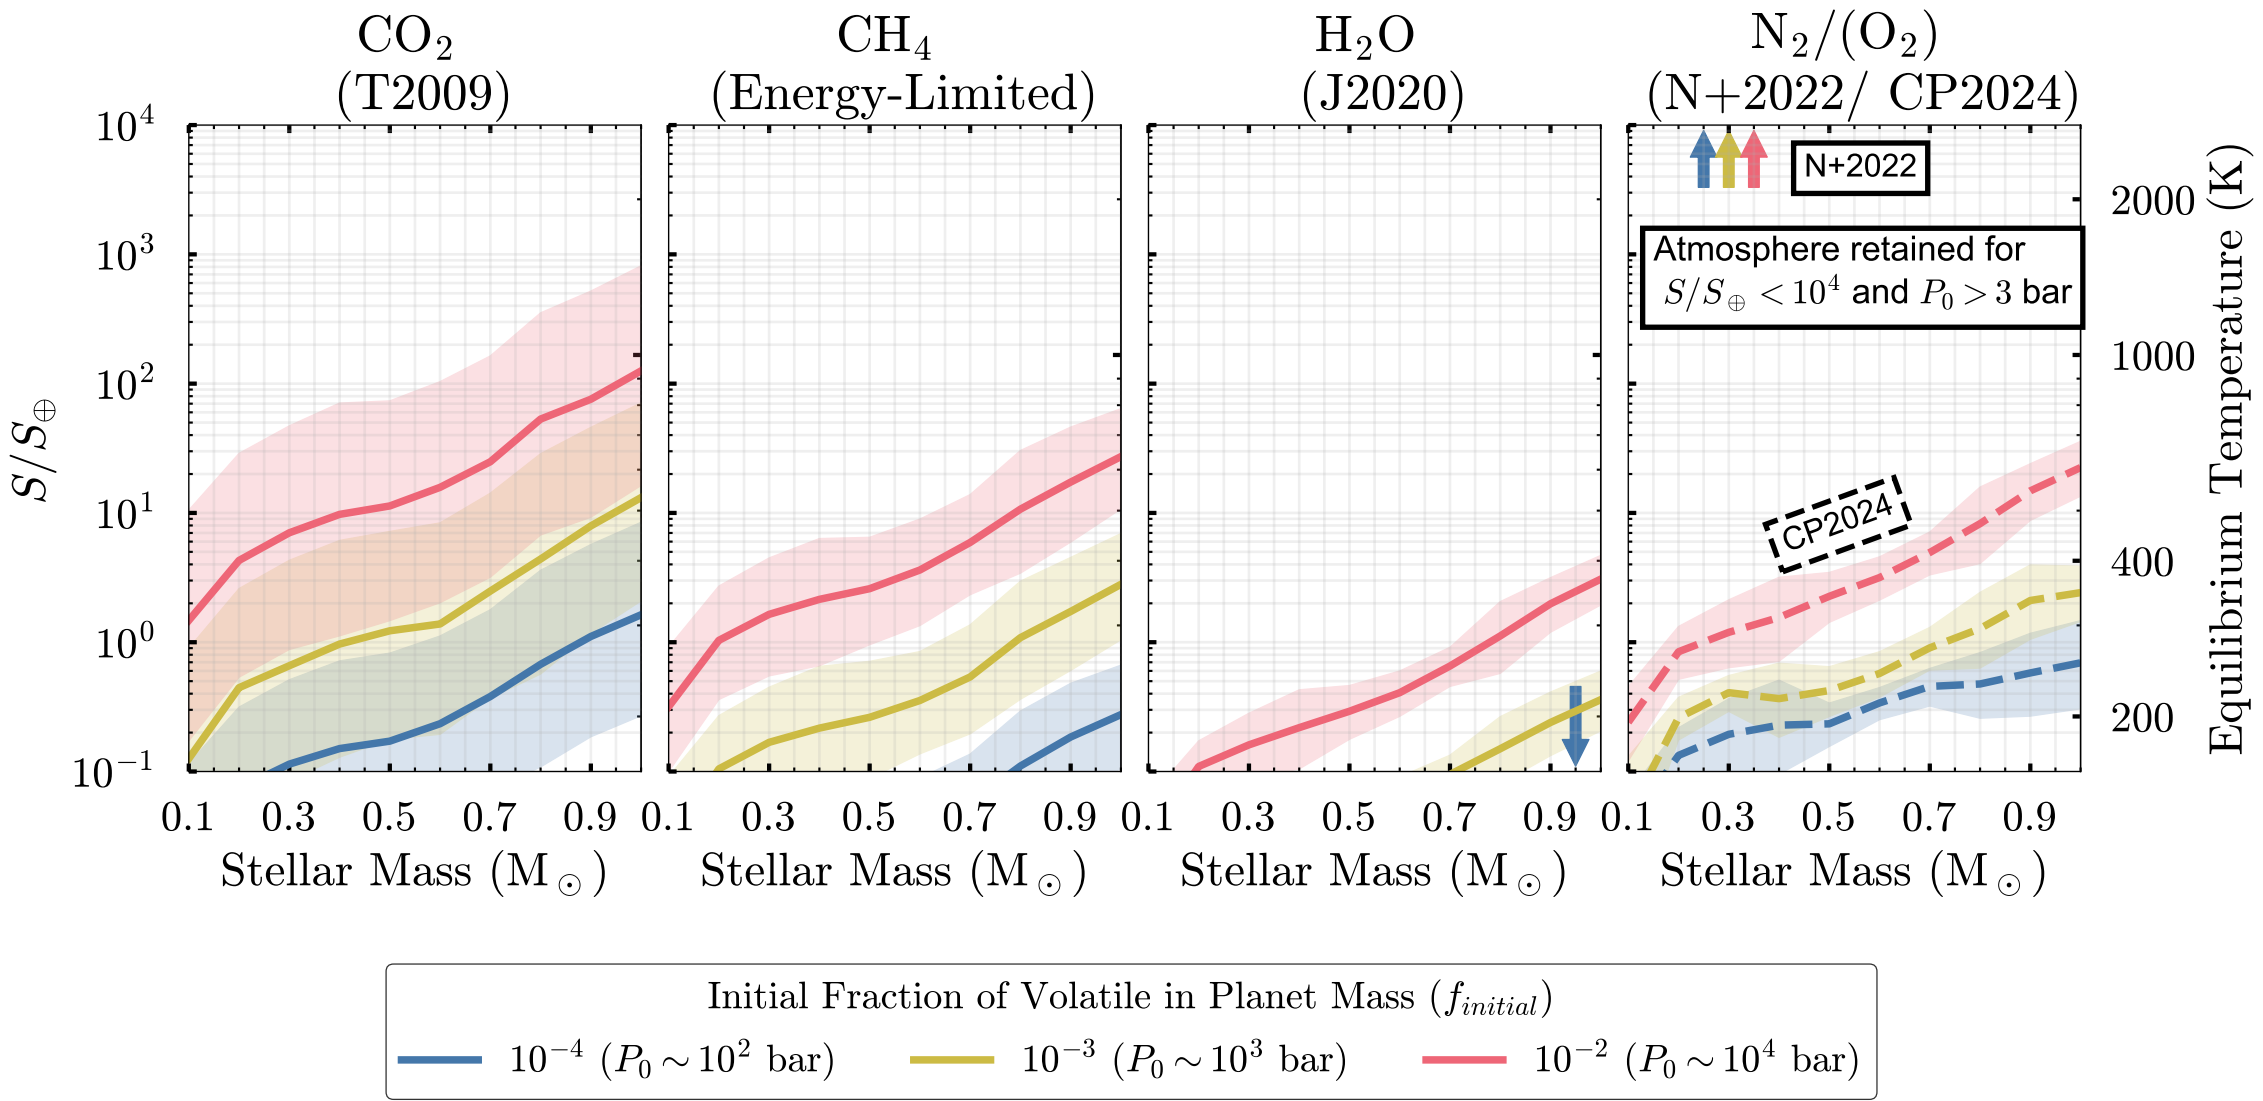 CO₂
(T2009)
CH₄
(Energy-Limited)
H₂O
(J2020)
N₂/(O₂)
(N+2022/ CP2024)
S/S⊕
10⁴
10³
10²
10¹
10⁰
10⁻¹
N+2022
Atmosphere retained for
S/S⊕ < 10⁴ and P₀ > 3 bar
CP2024
2000
1000
400
200
Equilibrium Temperature (K)
0.1 0.3 0.5 0.7 0.9
0.1 0.3 0.5 0.7 0.9
0.1 0.3 0.5 0.7 0.9
0.1 0.3 0.5 0.7 0.9
Stellar Mass (M⊙)
Stellar Mass (M⊙)
Stellar Mass (M⊙)
Stellar Mass (M⊙)
Initial Fraction of Volatile in Planet Mass (f_initial)
10⁻⁴ (P₀ ~ 10² bar)
10⁻³ (P₀ ~ 10³ bar)
10⁻² (P₀ ~ 10⁴ bar)